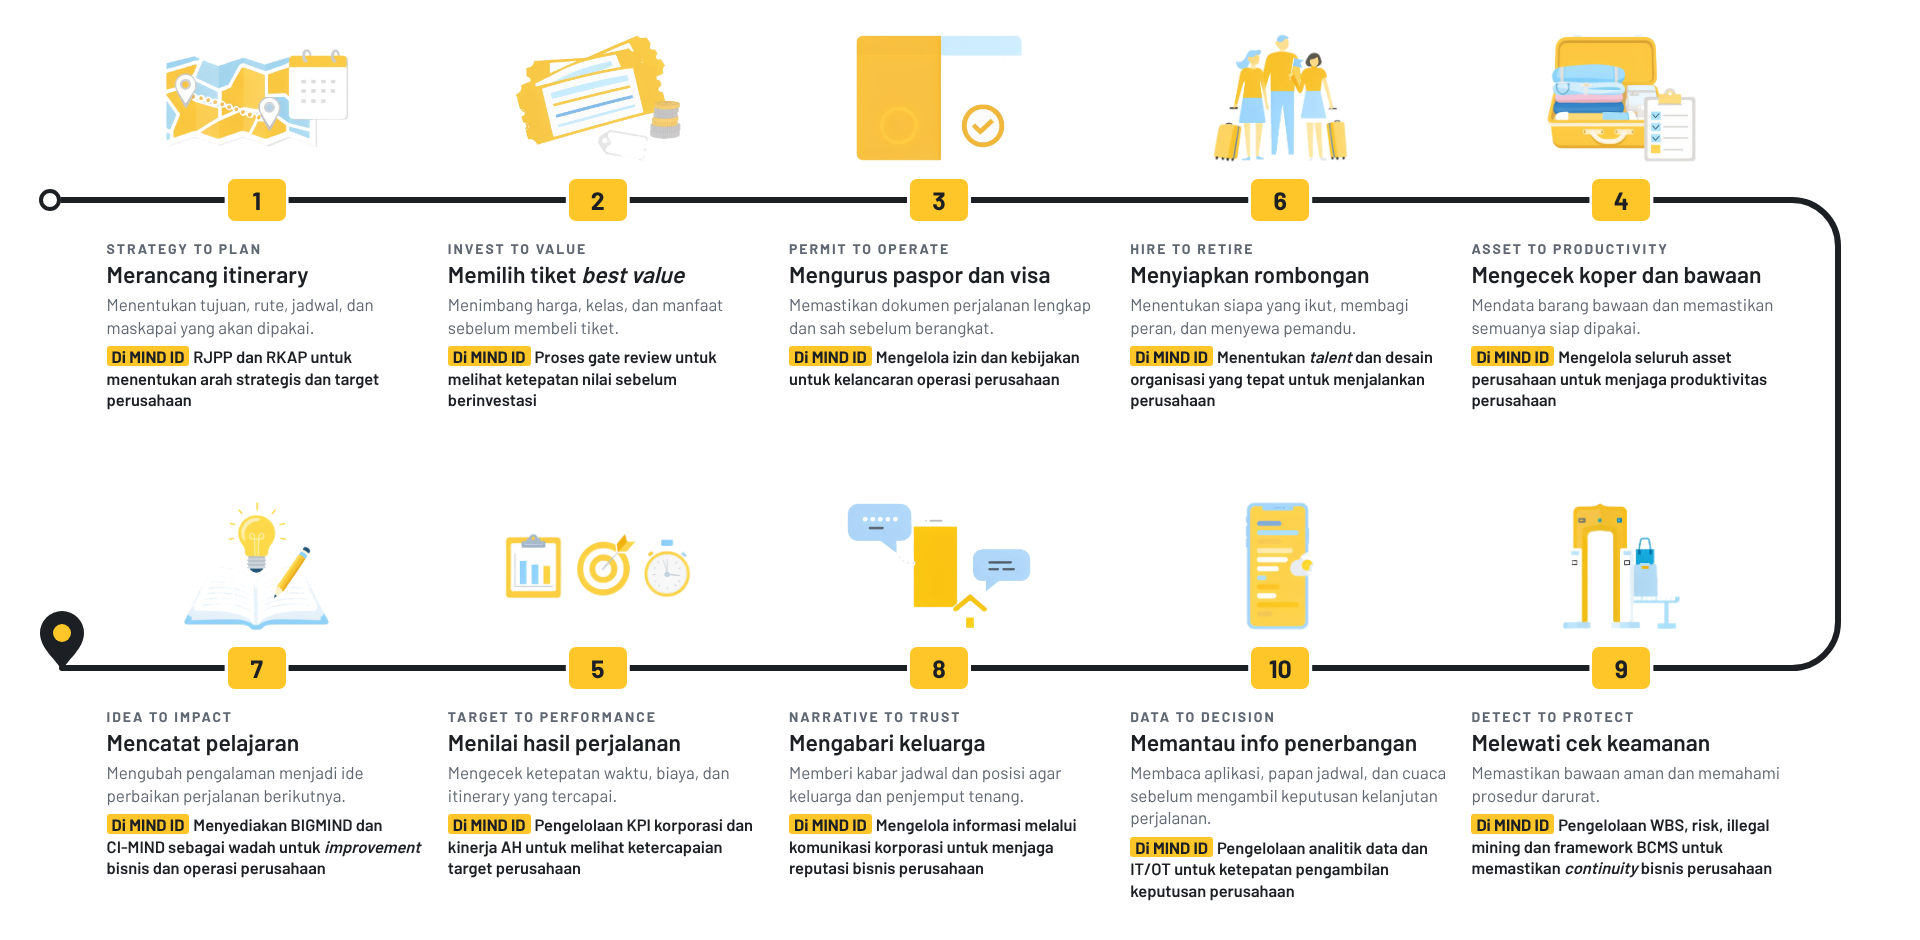 1
STRATEGY TO PLAN
Merancang itinerary
Menentukan tujuan, rute, jadwal, dan
maskapai yang akan dipakai.
Di MIND ID RJPP dan RKAP untuk
menentukan arah strategis dan target
perusahaan
2
INVEST TO VALUE
Memilih tiket best value
Menimbang harga, kelas, dan manfaat
sebelum membeli tiket.
Di MIND ID Proses gate review untuk
melihat ketepatan nilai sebelum
berinvestasi
3
PERMIT TO OPERATE
Mengurus paspor dan visa
Memastikan dokumen perjalanan lengkap
dan sah sebelum berangkat.
Di MIND ID Mengelola izin dan kebijakan
untuk kelancaran operasi perusahaan
6
HIRE TO RETIRE
Menyiapkan rombongan
Menentukan siapa yang ikut, membagi
peran, dan menyewa pemandu.
Di MIND ID Menentukan talent dan desain
organisasi yang tepat untuk menjalankan
perusahaan
4
ASSET TO PRODUCTIVITY
Mengecek koper dan bawaan
Mendata barang bawaan dan memastikan
semuanya siap dipakai.
Di MIND ID Mengelola seluruh asset
perusahaan untuk menjaga produktivitas
perusahaan
7
IDEA TO IMPACT
Mencatat pelajaran
Mengubah pengalaman menjadi ide
perbaikan perjalanan berikutnya.
Di MIND ID Menyediakan BIGMIND dan
CI-MIND sebagai wadah untuk improvement
bisnis dan operasi perusahaan
5
TARGET TO PERFORMANCE
Menilai hasil perjalanan
Mengecek ketepatan waktu, biaya, dan
itinerary yang tercapai.
Di MIND ID Pengelolaan KPI korporasi dan
kinerja AH untuk melihat ketercapaian
target perusahaan
8
NARRATIVE TO TRUST
Mengabari keluarga
Memberi kabar jadwal dan posisi agar
keluarga dan penjemput tenang.
Di MIND ID Mengelola informasi melalui
komunikasi korporasi untuk menjaga
reputasi bisnis perusahaan
10
DATA TO DECISION
Memantau info penerbangan
Membaca aplikasi, papan jadwal, dan cuaca
sebelum mengambil keputusan kelanjutan
perjalanan.
Di MIND ID Pengelolaan analitik data dan
IT/OT untuk ketepatan pengambilan
keputusan perusahaan
9
DETECT TO PROTECT
Melewati cek keamanan
Memastikan bawaan aman dan memahami
prosedur darurat.
Di MIND ID Pengelolaan WBS, risk, illegal
mining dan framework BCMS untuk
memastikan continuity bisnis perusahaan